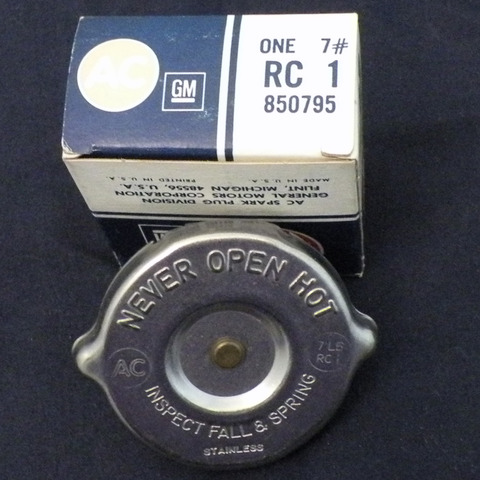 AC
GM
ONE 7#
RC 1
850795
AC SPARK PLUG DIVISION
GENERAL MOTORS CORPORATION
FLINT, MICHIGAN 48556, U.S.A.
MADE IN U.S.A. PRINTED IN U.S.A.
NEVER OPEN HOT
AC
7 LB
RC 1
INSPECT FALL & SPRING
STAINLESS